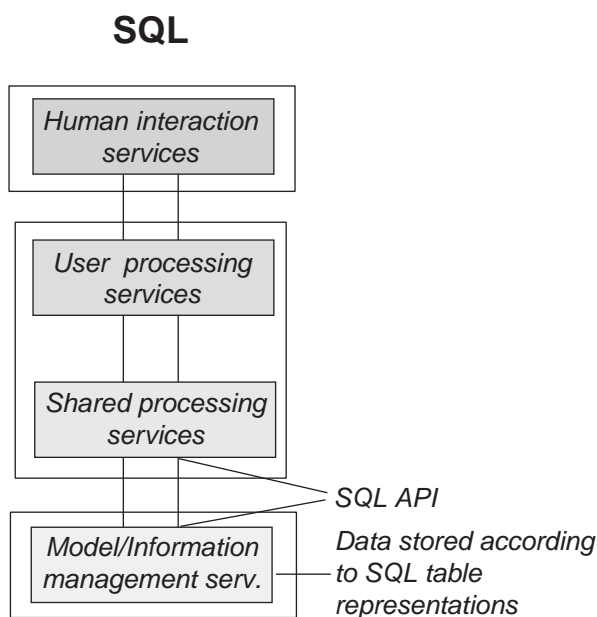 SQL
Human interaction
services
User processing
services
Shared processing
services
SQL API
Model/Information
management serv.
Data stored according
to SQL table
representations